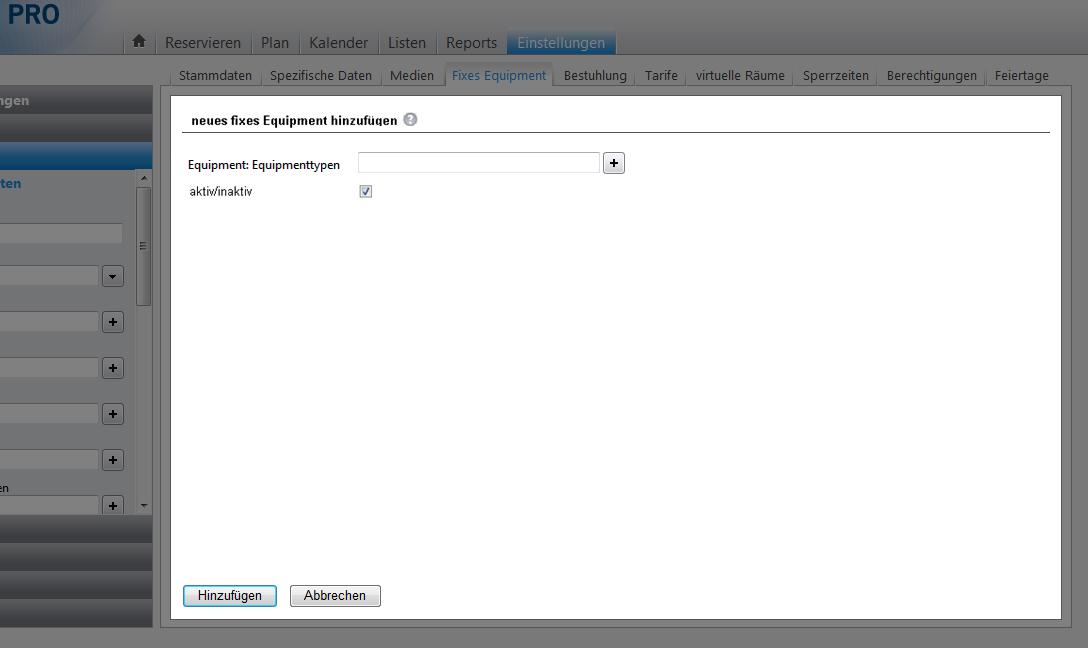 PRO
Reservieren Plan Kalender Listen Reports Einstellungen
Stammdaten Spezifische Daten Medien Fixes Equipment Bestuhlung Tarife virtuelle Räume Sperrzeiten Berechtigungen Feiertage
ngen
neues fixes Equipment hinzufügen ?
Equipment: Equipmenttypen +
ten
aktiv/inaktiv
+
+
+
+
en
+
Hinzufügen Abbrechen